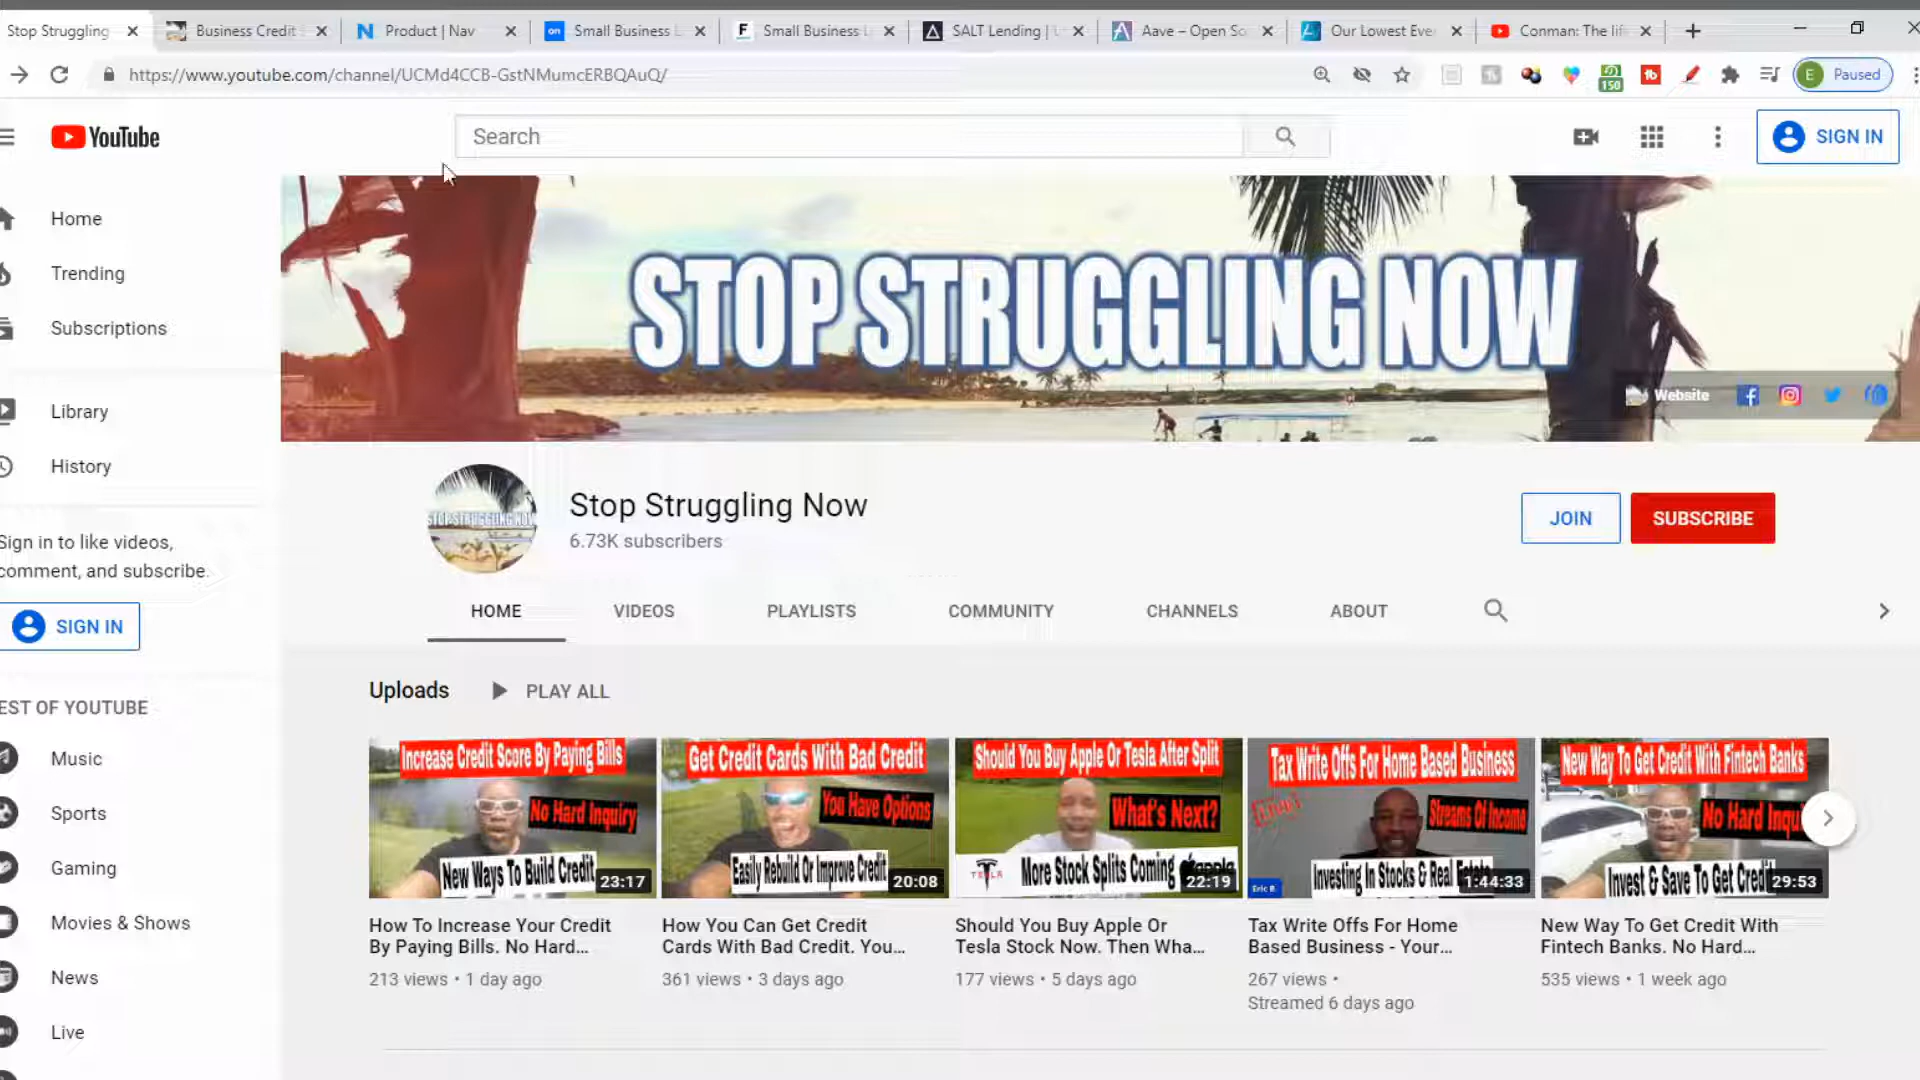 Stop Struggling
Business Credit
Product | Nav
on
Small Business L
F
Small Business L
SALT Lending | U
Aave – Open So
Our Lowest Eve
Conman: The lif
https://www.youtube.com/channel/UCMd4CCB-GstNMumcERBQAuQ/
150
E
Paused
YouTube
Search
SIGN IN
Home
Trending
Subscriptions
Library
History
Sign in to like videos,
comment, and subscribe.
SIGN IN
EST OF YOUTUBE
Music
Sports
Gaming
Movies & Shows
News
Live
STOP STRUGGLING NOW
Website
STOP STRUGGLING NOW
Stop Struggling Now
6.73K subscribers
JOIN
SUBSCRIBE
HOME
VIDEOS
PLAYLISTS
COMMUNITY
CHANNELS
ABOUT
Uploads
PLAY ALL
Increase Credit Score By Paying Bills
No Hard Inquiry
New Ways To Build Credit
23:17
How To Increase Your Credit
By Paying Bills. No Hard...
213 views • 1 day ago
Get Credit Cards With Bad Credit
You Have Options
Easily Rebuild Or Improve Credit
20:08
How You Can Get Credit
Cards With Bad Credit. You...
361 views • 3 days ago
Should You Buy Apple Or Tesla After Split
What's Next?
TESLA
More Stock Splits Coming
22:19
Should You Buy Apple Or
Tesla Stock Now. Then Wha...
177 views • 5 days ago
Tax Write Offs For Home Based Business
Streams Of Income
Eric B.
Investing In Stocks & Real Estate
1:44:33
Tax Write Offs For Home
Based Business - Your...
267 views •
Streamed 6 days ago
New Way To Get Credit With Fintech Banks
No Hard Inqu
Invest & Save To Get Credit
29:53
New Way To Get Credit With
Fintech Banks. No Hard...
535 views • 1 week ago